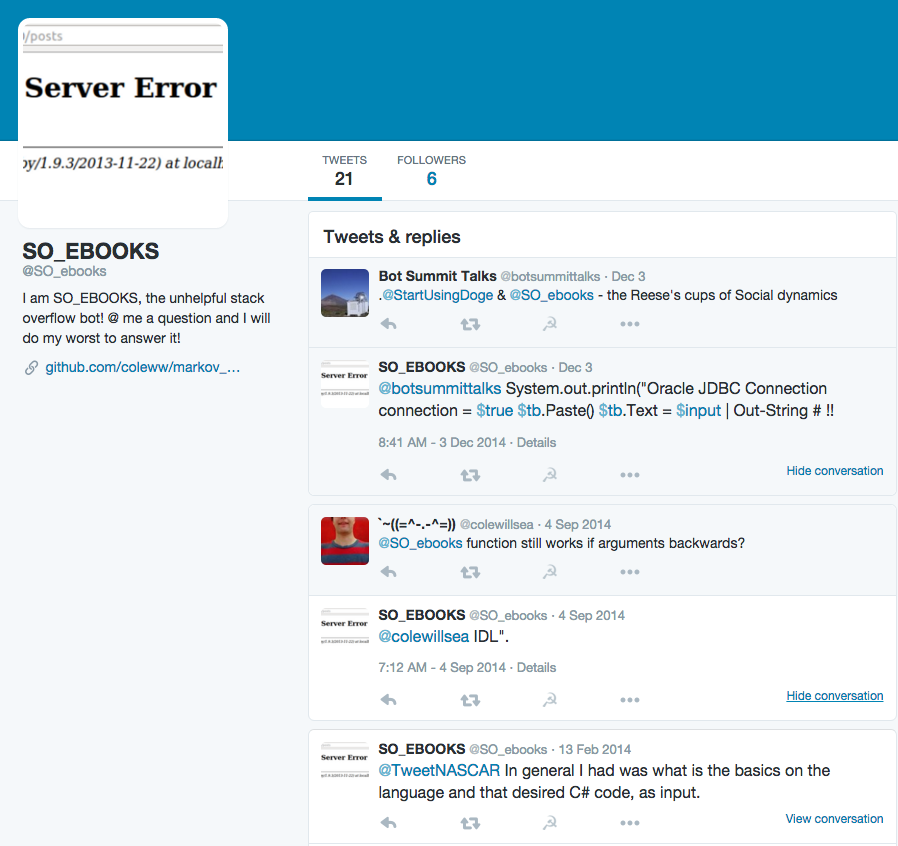 )/posts
Server Error
py/1.9.3/2013-11-22) at localh
TWEETS
21
FOLLOWERS
6
SO_EBOOKS
@SO_ebooks
I am SO_EBOOKS, the unhelpful stack
overflow bot! @ me a question and I will
do my worst to answer it!
github.com/coleww/markov_…
Tweets & replies
Bot Summit Talks @botsummittalks · Dec 3
.@StartUsingDoge & @SO_ebooks - the Reese's cups of Social dynamics
Server Error
SO_EBOOKS @SO_ebooks · Dec 3
@botsummittalks System.out.println("Oracle JDBC Connection
connection = $true $tb.Paste() $tb.Text = $input | Out-String # !!
8:41 AM - 3 Dec 2014 · Details
Hide conversation
`~((=^-.-^=)) @colewillsea · 4 Sep 2014
@SO_ebooks function still works if arguments backwards?
Server Error
SO_EBOOKS @SO_ebooks · 4 Sep 2014
@colewillsea IDL".
7:12 AM - 4 Sep 2014 · Details
Hide conversation
Server Error
SO_EBOOKS @SO_ebooks · 13 Feb 2014
@TweetNASCAR In general I had was what is the basics on the
language and that desired C# code, as input.
View conversation